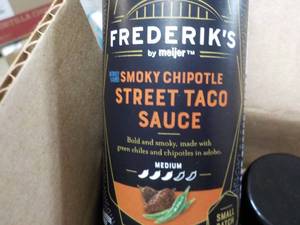 FREDERIK'S
by meijer™
SMOKY CHIPOTLE
STREET TACO
SAUCE
Bold and smoky, made with
green chiles and chipotles in adobo.
MEDIUM
SMALL
BATCH